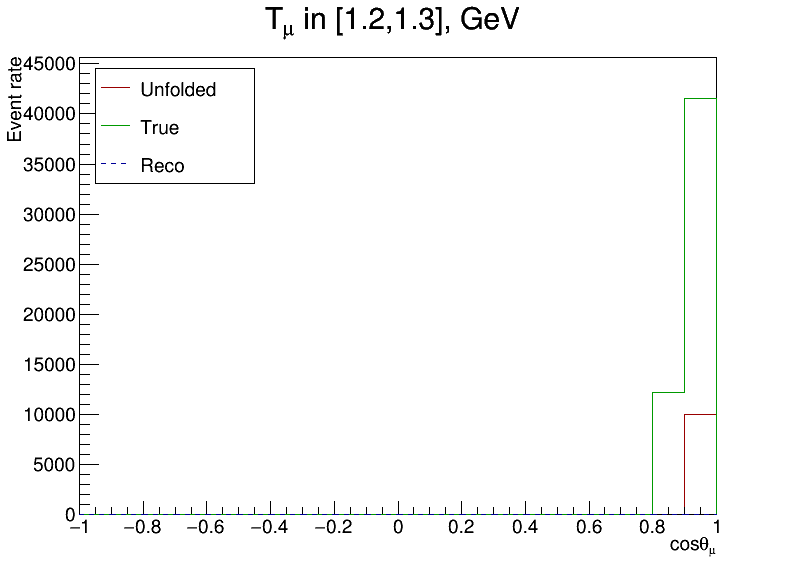 Tμ in [1.2,1.3], GeV
Event rate
45000
40000
35000
30000
25000
20000
15000
10000
5000
0
Unfolded
True
Reco
−1 −0.8 −0.6 −0.4 −0.2 0 0.2 0.4 0.6 0.8 1
cosθμ